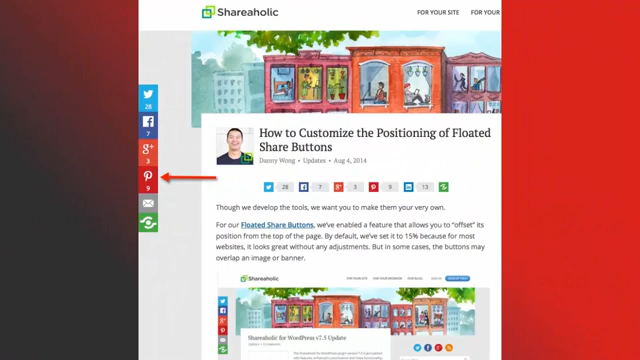 Shareaholic
FOR YOUR SITE FOR YOUR
28
7
3
9
How to Customize the Positioning of Floated
Share Buttons
Danny Wong • Updates • Aug 4, 2014
28 7 3 9 13
Though we develop the tools, we want you to make them your very own.
For our Floated Share Buttons, we've enabled a feature that allows you to "offset" its
position from the top of the page. By default, we've set it to 15% because for most
websites, it looks great without any adjustments. But in some cases, the buttons may
overlap an image or banner.
Shareaholic
Shareaholic for WordPress v7.5 Update